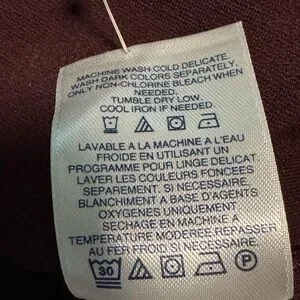 MACHINE WASH COLD DELICATE.
WASH DARK COLORS SEPARATELY.
ONLY NON-CHLORINE BLEACH WHEN
NEEDED.
TUMBLE DRY LOW.
COOL IRON IF NEEDED.
LAVABLE A LA MACHINE A L'EAU
FROIDE EN UTILISANT UN
PROGRAMME POUR LINGE DELICAT.
LAVER LES COULEURS FONCEES
SEPAREMENT. SI NECESSAIRE,
BLANCHIMENT A BASE D'AGENTS
OXYGENES UNIQUEMENT
SECHAGE EN MACHINE A
TEMPERATURE MODEREE.REPASSER
AU FER FROID SI NECESSAIRE.
30 P